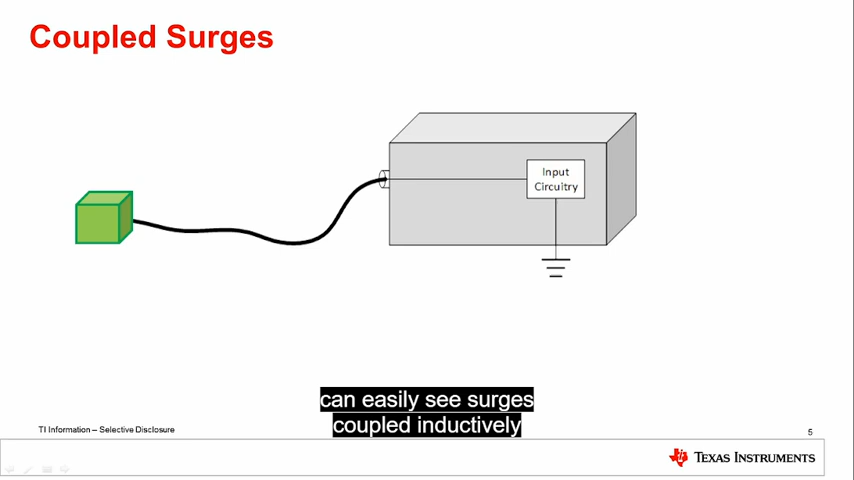 Coupled Surges
Input
Circuitry
can easily see surges
coupled inductively
TI Information – Selective Disclosure
5
TEXAS INSTRUMENTS